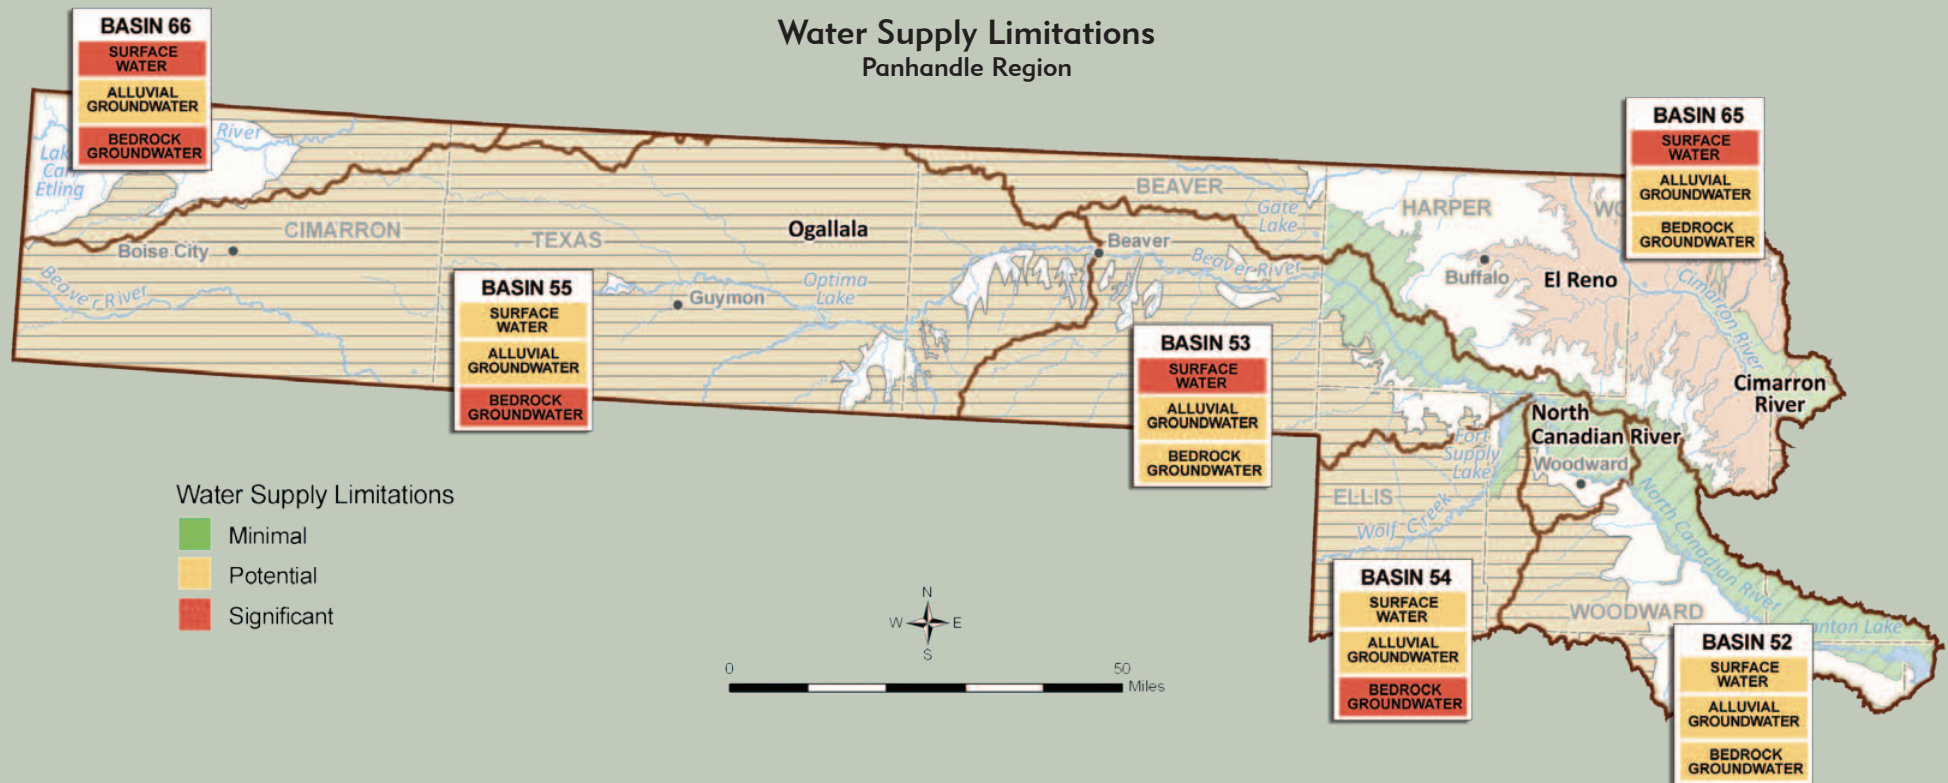 Water Supply Limitations
Panhandle Region
BASIN 66
SURFACE
WATER
ALLUVIAL
GROUNDWATER
BEDROCK
GROUNDWATER
River
Etling
BASIN 65
SURFACE
WATER
ALLUVIAL
GROUNDWATER
BEDROCK
GROUNDWATER
BEAVER
HARPER
Gate
Lake
CIMARRON
TEXAS
Ogallala
Boise City
Beaver
Beaver River
Buffalo
El Reno
Cimarron River
Beaver River
Optima
Lake
Guymon
BASIN 55
SURFACE
WATER
ALLUVIAL
GROUNDWATER
BEDROCK
GROUNDWATER
BASIN 53
SURFACE
WATER
ALLUVIAL
GROUNDWATER
BEDROCK
GROUNDWATER
Cimarron
River
North
Canadian River
Fort
Supply
Lake
Woodward
ELLIS
Wolf Creek
North Canadian River
WOODWARD
BASIN 54
SURFACE
WATER
ALLUVIAL
GROUNDWATER
BEDROCK
GROUNDWATER
Lake
BASIN 52
SURFACE
WATER
ALLUVIAL
GROUNDWATER
BEDROCK
GROUNDWATER
Water Supply Limitations
Minimal
Potential
Significant
N
W E
S
0 50
Miles